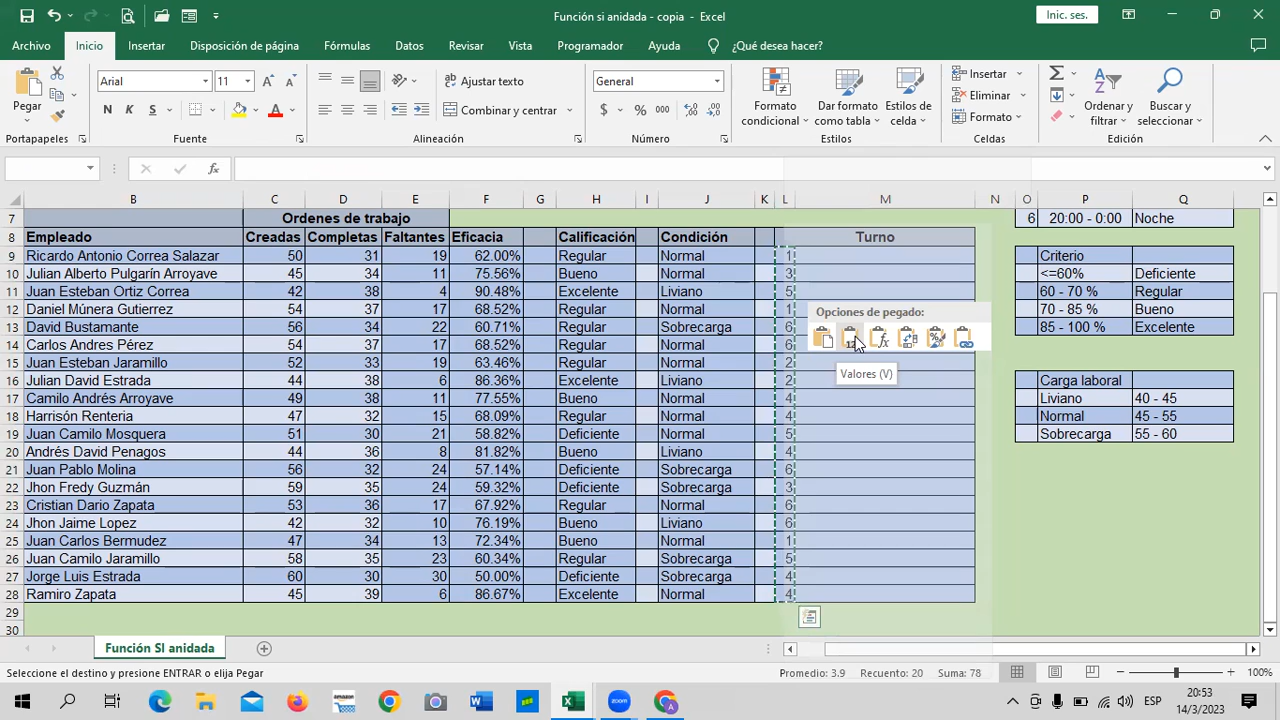 Función si anidada - copia - Excel
Inic. ses.
Archivo Inicio Insertar Disposición de página Fórmulas Datos Revisar Vista Programador Ayuda ¿Qué desea hacer?
Pegar
Arial 11
Ajustar texto
General
Insertar
N K S
Combinar y centrar
$ % 000
Eliminar
Formato
Formato condicional
Dar formato como tabla
Estilos de celda
Ordenar y filtrar
Buscar y seleccionar
Portapapeles Fuente Alineación Número Estilos Celdas Edición
fx
B C D E F G H I J K L M N O P Q
7 Ordenes de trabajo 6 20:00 - 0:00 Noche
8 Empleado Creadas Completas Faltantes Eficacia Calificación Condición Turno
9 Ricardo Antonio Correa Salazar 50 31 19 62.00% Regular Normal 1 Criterio
10 Julian Alberto Pulgarín Arroyave 45 34 11 75.56% Bueno Normal 3 <=60% Deficiente
11 Juan Esteban Ortiz Correa 42 38 4 90.48% Excelente Liviano 5 60 - 70 % Regular
12 Daniel Múnera Gutierrez 54 37 17 68.52% Regular Normal 1 70 - 85 % Bueno
13 David Bustamante 56 34 22 60.71% Regular Sobrecarga 6 85 - 100 % Excelente
14 Carlos Andres Pérez 54 37 17 68.52% Regular Normal 6
15 Juan Esteban Jaramillo 52 33 19 63.46% Regular Normal 2
16 Julian David Estrada 44 38 6 86.36% Excelente Liviano 2 Carga laboral
17 Camilo Andrés Arroyave 49 38 11 77.55% Bueno Normal 4 Liviano 40 - 45
18 Harrisón Renteria 47 32 15 68.09% Regular Normal 4 Normal 45 - 55
19 Juan Camilo Mosquera 51 30 21 58.82% Deficiente Normal 5 Sobrecarga 55 - 60
20 Andrés David Penagos 44 36 8 81.82% Bueno Liviano 4
21 Juan Pablo Molina 56 32 24 57.14% Deficiente Sobrecarga 6
22 Jhon Fredy Guzmán 59 35 24 59.32% Deficiente Sobrecarga 3
23 Cristian Dario Zapata 53 36 17 67.92% Regular Normal 6
24 Jhon Jaime Lopez 42 32 10 76.19% Bueno Liviano 6
25 Juan Carlos Bermudez 47 34 13 72.34% Bueno Normal 1
26 Juan Camilo Jaramillo 58 35 23 60.34% Regular Sobrecarga 5
27 Jorge Luis Estrada 60 30 30 50.00% Deficiente Sobrecarga 4
28 Ramiro Zapata 45 39 6 86.67% Excelente Normal 4
29
30
Opciones de pegado:
Valores (V)
Función SI anidada
Seleccione el destino y presione ENTRAR o elija Pegar Promedio: 3.9 Recuento: 20 Suma: 78 100%
ESP
20:53
14/3/2023